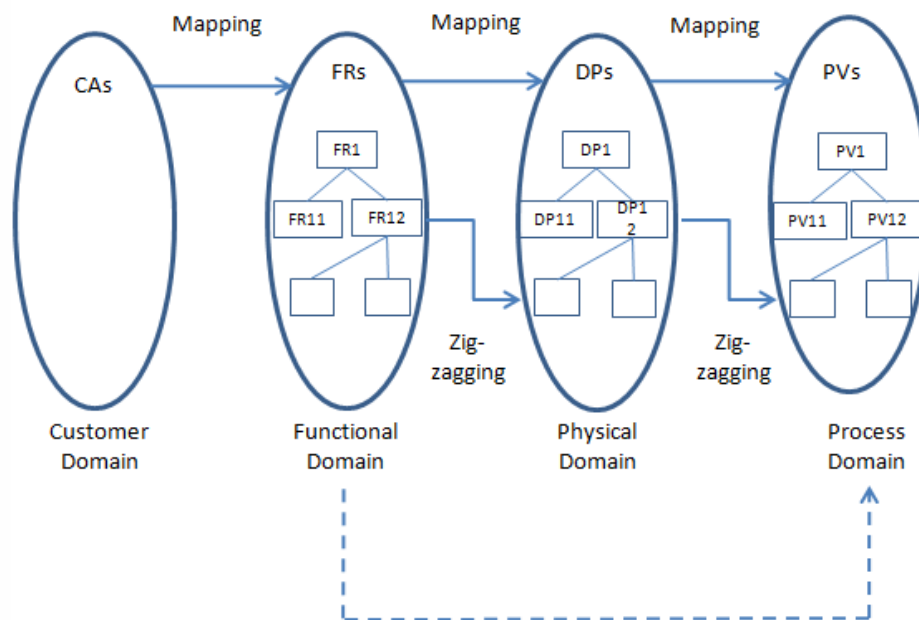 Mapping
Mapping
Mapping
CAs
FRs
DPs
PVs
FR1
DP1
PV1
FR11
FR12
DP11
DP1
2
PV11
PV12
Zig-
zagging
Zig-
zagging
Customer
Domain
Functional
Domain
Physical
Domain
Process
Domain